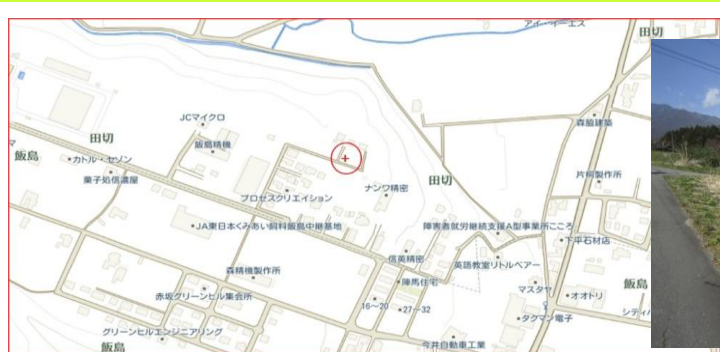 アイ・イーエス
田切
JCマイクロ
森脇建築
飯島精機
田切
飯島
カトル・セゾン
菓子処信濃屋
プロセスクリエイション
ナンワ精密
田切
片桐製作所
JA東日本くみあい飼料飯島中継基地
障害者就労継続支援A型事業所こころ
下平石材店
信英精密
英語教室リトルベアー
森精機製作所
陣馬住宅
マスタヤ
飯島
赤坂グリーンヒル集会所
16～20
27～32
オオトリ
シティ
タクマン電子
グリーンヒルエンジニアリング
飯島
今井自動車工業